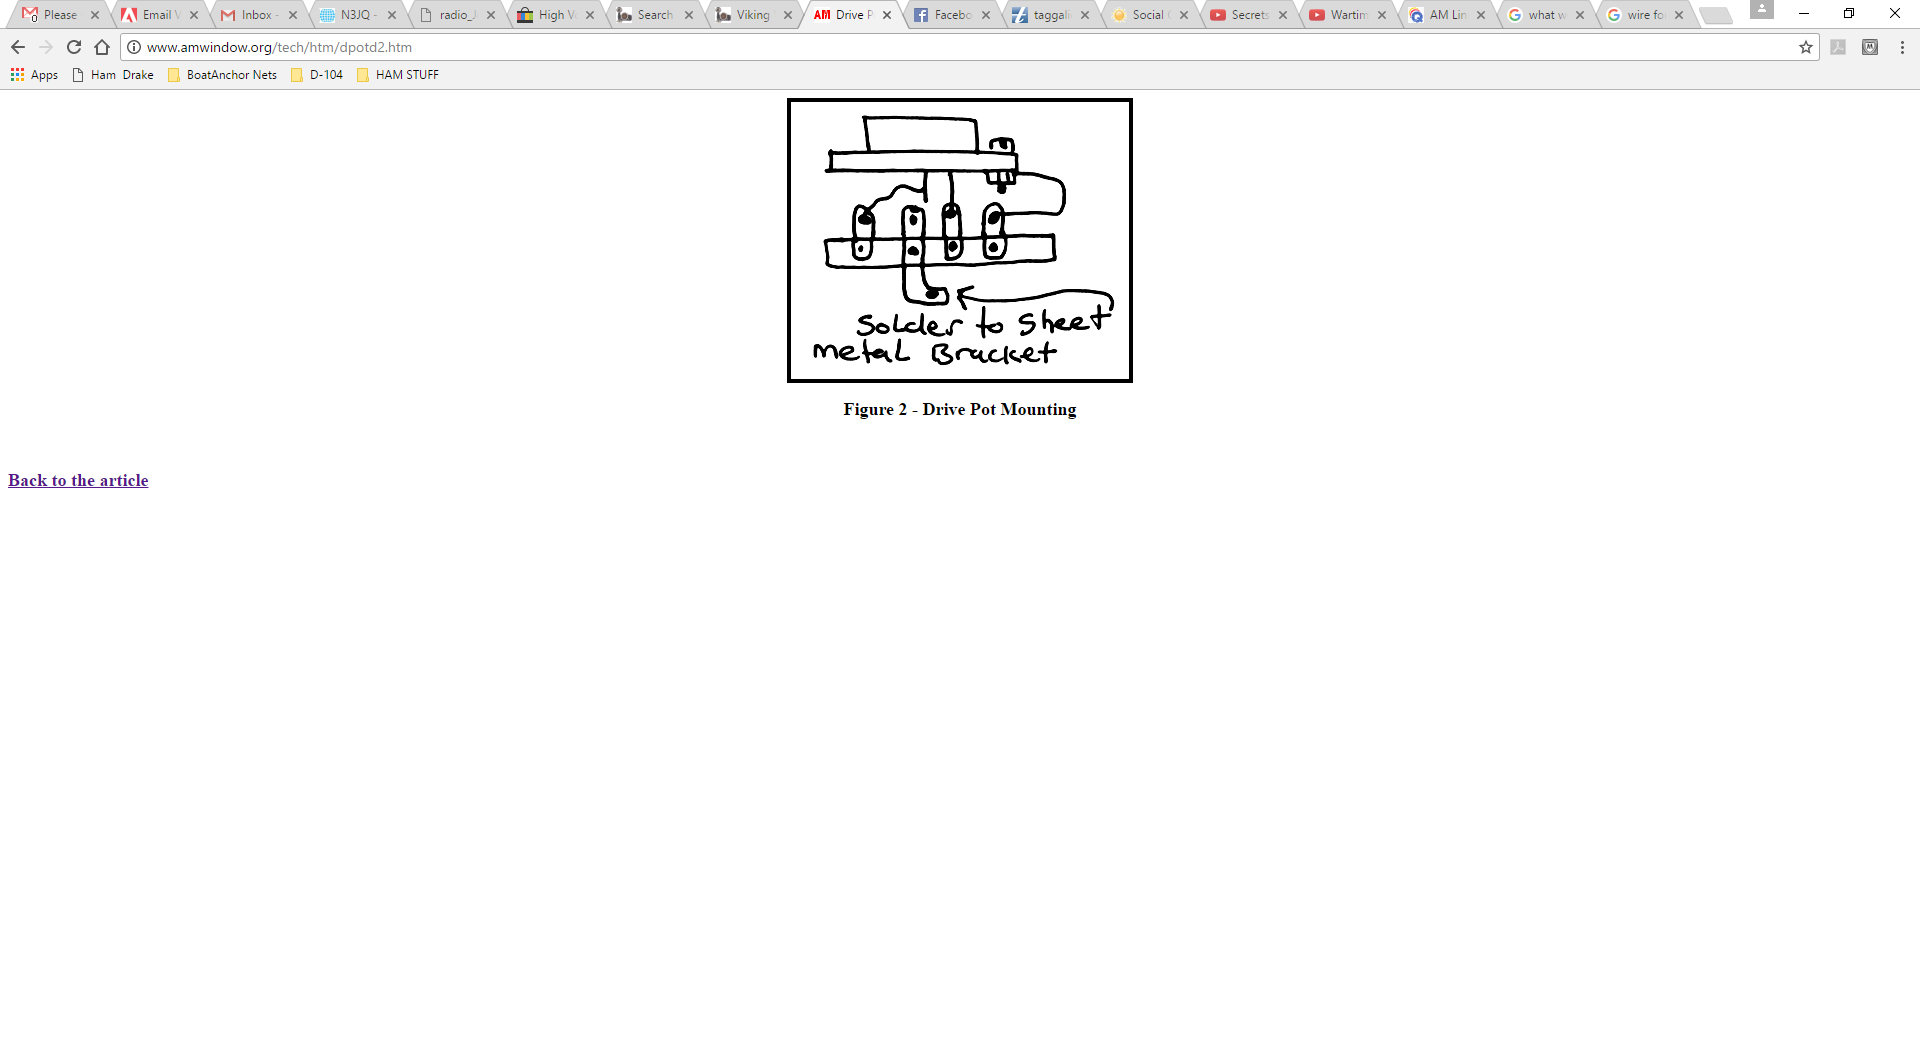 Please
Email V
Inbox -
N3JQ -
radio_J
High Vo
Search
Viking
AM Drive P
Facebo
taggali
Social C
Secrets
Wartim
AM Lin
what w
wire fo
www.amwindow.org/tech/htm/dpotd2.htm
Apps Ham Drake BoatAnchor Nets D-104 HAM STUFF
Solder to Sheet
metal Bracket
Figure 2 - Drive Pot Mounting
Back to the article